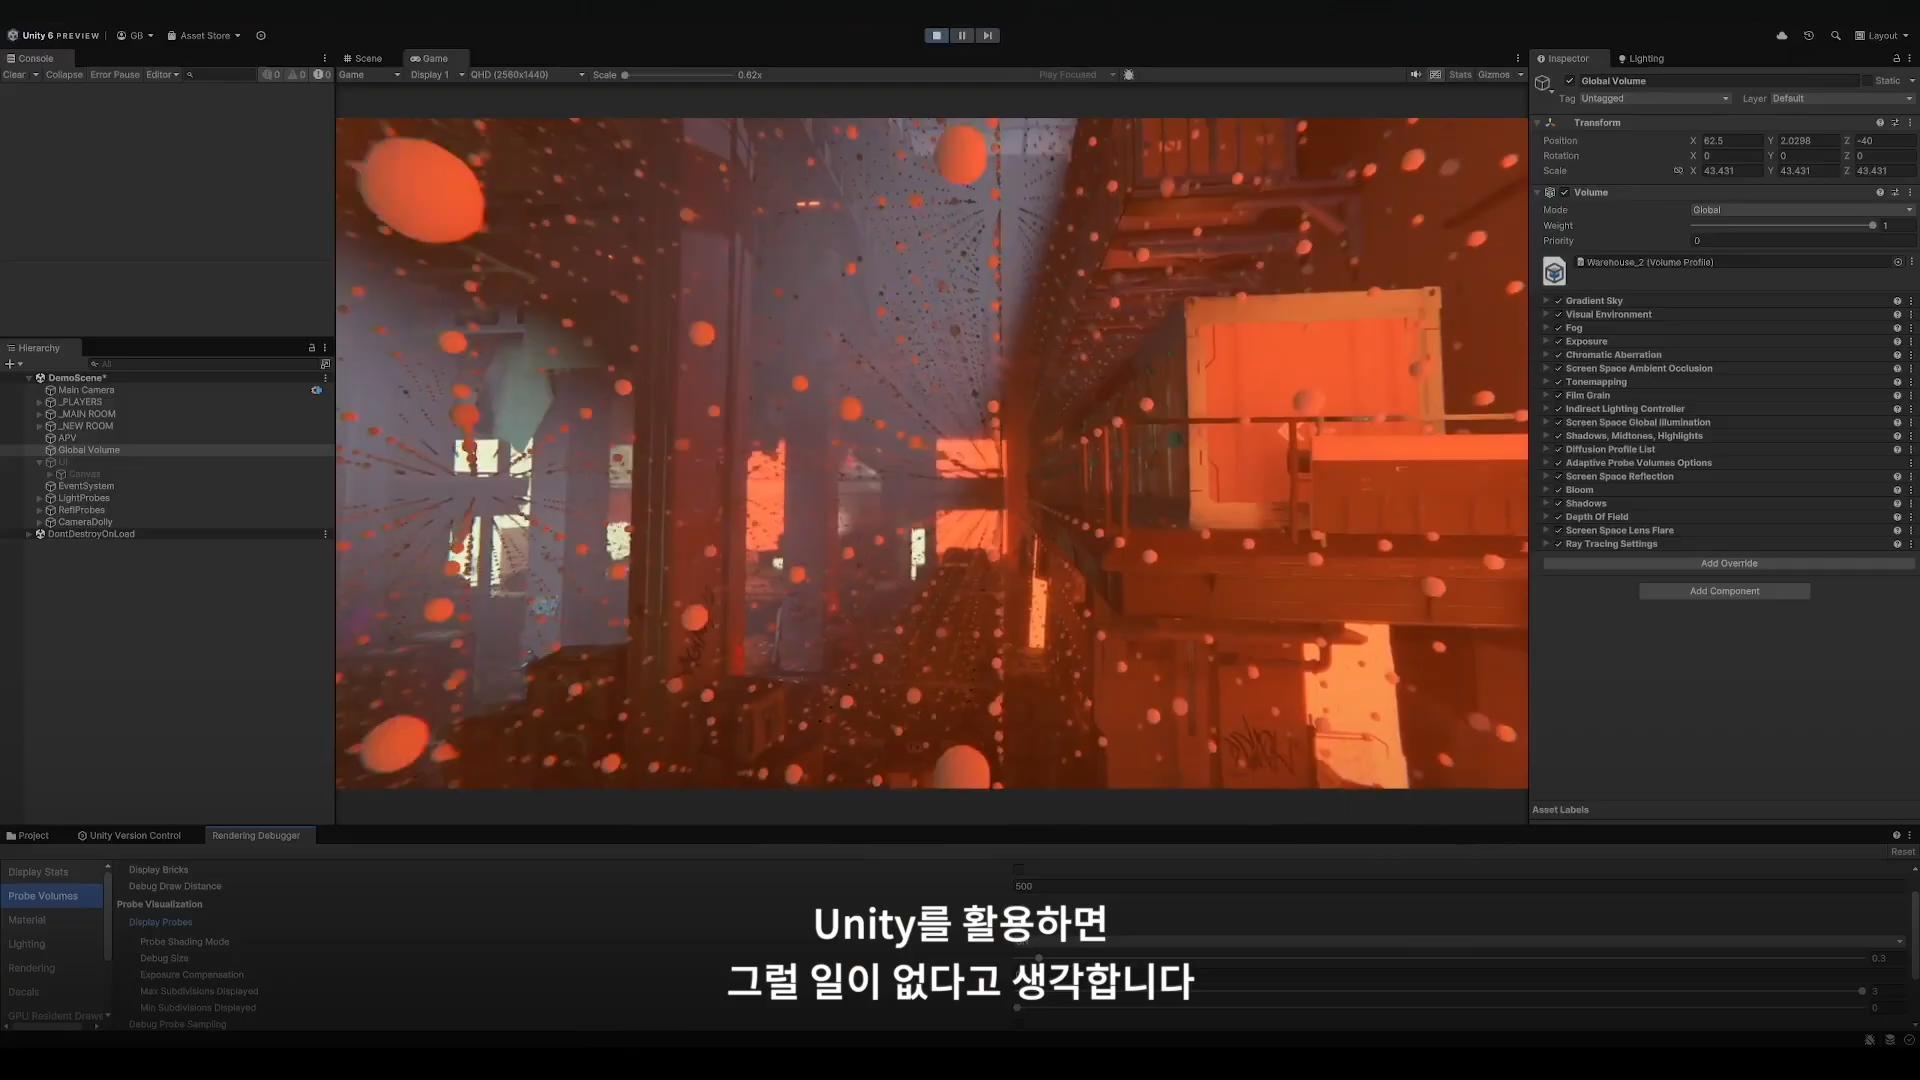 Unity 6 PREVIEW
GB
Asset Store
Layout
Console
Clear
Collapse
Error Pause
Editor
0
0
0
Scene
Game
Game
Display 1
QHD (2560x1440)
Scale
0.62x
Play Focused
Stats
Gizmos
Hierarchy
All
DemoScene*
Main Camera
_PLAYERS
_MAIN ROOM
_NEW ROOM
APV
Global Volume
UI
Canvas
EventSystem
LightProbes
ReflProbes
CameraDolly
DontDestroyOnLoad
Inspector
Lighting
Global Volume
Static
Tag Untagged
Layer Default
Transform
Position X 62.5 Y 2.0298 Z -40
Rotation X 0 Y 0 Z 0
Scale X 43.431 Y 43.431 Z 43.431
Volume
Mode Global
Weight 1
Priority 0
Warehouse_2 (Volume Profile)
Gradient Sky
Visual Environment
Fog
Exposure
Chromatic Aberration
Screen Space Ambient Occlusion
Tonemapping
Film Grain
Indirect Lighting Controller
Screen Space Global Illumination
Shadows, Midtones, Highlights
Diffusion Profile List
Adaptive Probe Volumes Options
Screen Space Reflection
Bloom
Shadows
Depth Of Field
Screen Space Lens Flare
Ray Tracing Settings
Add Override
Add Component
Asset Labels
Project
Unity Version Control
Rendering Debugger
Reset
Display Stats
Probe Volumes
Material
Lighting
Rendering
Decals
GPU Resident Draw
Display Bricks
Debug Draw Distance 500
Probe Visualization
Display Probes
Probe Shading Mode
Debug Size 0.3
Exposure Compensation
Max Subdivisions Displayed 3
Min Subdivisions Displayed 0
Debug Probe Sampling
Unity를 활용하면
그럴 일이 없다고 생각합니다